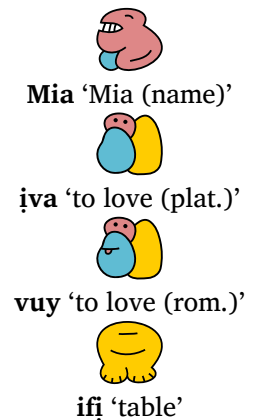 Mia ‘Mia (name)’
ịva ‘to love (plat.)’
vuy ‘to love (rom.)’
ifị ‘table’